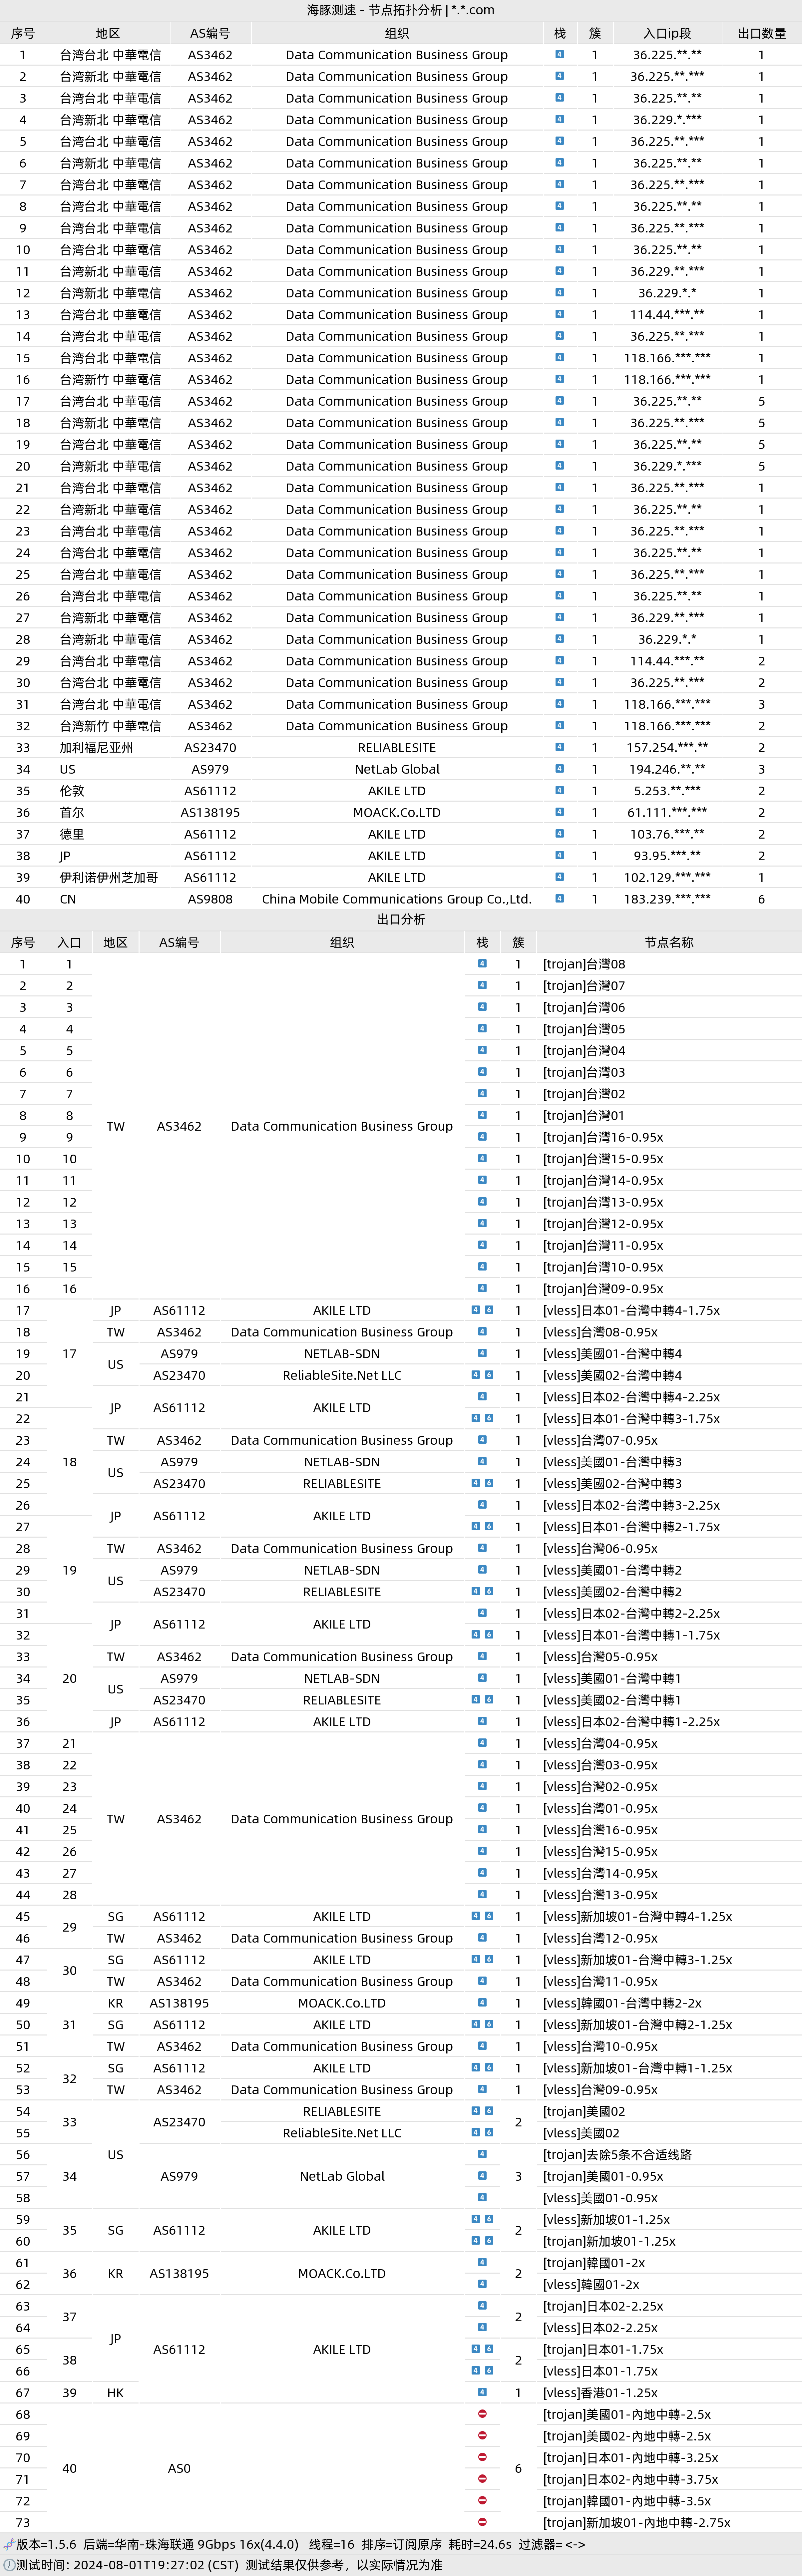 海豚测速 - 节点拓扑分析 | *.*.com
序号 地区 AS编号 组织 栈 簇 入口ip段 出口数量
1 台湾台北 中華電信 AS3462 Data Communication Business Group 4 1 36.225.**.** 1
2 台湾新北 中華電信 AS3462 Data Communication Business Group 4 1 36.225.**.*** 1
3 台湾台北 中華電信 AS3462 Data Communication Business Group 4 1 36.225.**.** 1
4 台湾新北 中華電信 AS3462 Data Communication Business Group 4 1 36.229.*.*** 1
5 台湾台北 中華電信 AS3462 Data Communication Business Group 4 1 36.225.**.*** 1
6 台湾新北 中華電信 AS3462 Data Communication Business Group 4 1 36.225.**.** 1
7 台湾台北 中華電信 AS3462 Data Communication Business Group 4 1 36.225.**.*** 1
8 台湾台北 中華電信 AS3462 Data Communication Business Group 4 1 36.225.**.** 1
9 台湾台北 中華電信 AS3462 Data Communication Business Group 4 1 36.225.**.*** 1
10 台湾台北 中華電信 AS3462 Data Communication Business Group 4 1 36.225.**.** 1
11 台湾新北 中華電信 AS3462 Data Communication Business Group 4 1 36.229.**.*** 1
12 台湾新北 中華電信 AS3462 Data Communication Business Group 4 1 36.229.*.* 1
13 台湾台北 中華電信 AS3462 Data Communication Business Group 4 1 114.44.***.** 1
14 台湾台北 中華電信 AS3462 Data Communication Business Group 4 1 36.225.**.*** 1
15 台湾台北 中華電信 AS3462 Data Communication Business Group 4 1 118.166.***.*** 1
16 台湾新竹 中華電信 AS3462 Data Communication Business Group 4 1 118.166.***.*** 1
17 台湾台北 中華電信 AS3462 Data Communication Business Group 4 1 36.225.**.** 5
18 台湾新北 中華電信 AS3462 Data Communication Business Group 4 1 36.225.**.*** 5
19 台湾台北 中華電信 AS3462 Data Communication Business Group 4 1 36.225.**.** 5
20 台湾新北 中華電信 AS3462 Data Communication Business Group 4 1 36.229.*.*** 5
21 台湾台北 中華電信 AS3462 Data Communication Business Group 4 1 36.225.**.*** 1
22 台湾新北 中華電信 AS3462 Data Communication Business Group 4 1 36.225.**.** 1
23 台湾台北 中華電信 AS3462 Data Communication Business Group 4 1 36.225.**.*** 1
24 台湾台北 中華電信 AS3462 Data Communication Business Group 4 1 36.225.**.** 1
25 台湾台北 中華電信 AS3462 Data Communication Business Group 4 1 36.225.**.*** 1
26 台湾台北 中華電信 AS3462 Data Communication Business Group 4 1 36.225.**.** 1
27 台湾新北 中華電信 AS3462 Data Communication Business Group 4 1 36.229.**.*** 1
28 台湾新北 中華電信 AS3462 Data Communication Business Group 4 1 36.229.*.* 1
29 台湾台北 中華電信 AS3462 Data Communication Business Group 4 1 114.44.***.** 2
30 台湾台北 中華電信 AS3462 Data Communication Business Group 4 1 36.225.**.*** 2
31 台湾台北 中華電信 AS3462 Data Communication Business Group 4 1 118.166.***.*** 3
32 台湾新竹 中華電信 AS3462 Data Communication Business Group 4 1 118.166.***.*** 2
33 加利福尼亚州 AS23470 RELIABLESITE 4 1 157.254.***.** 2
34 US AS979 NetLab Global 4 1 194.246.**.** 3
35 伦敦 AS61112 AKILE LTD 4 1 5.253.**.*** 2
36 首尔 AS138195 MOACK.Co.LTD 4 1 61.111.***.*** 2
37 德里 AS61112 AKILE LTD 4 1 103.76.***.** 2
38 JP AS61112 AKILE LTD 4 1 93.95.***.** 2
39 伊利诺伊州芝加哥 AS61112 AKILE LTD 4 1 102.129.***.*** 1
40 CN AS9808 China Mobile Communications Group Co.,Ltd. 4 1 183.239.***.*** 6
出口分析
序号 入口 地区 AS编号 组织 栈 簇 节点名称
1 1 4 1 [trojan]台灣08
2 2 4 1 [trojan]台灣07
3 3 4 1 [trojan]台灣06
4 4 4 1 [trojan]台灣05
5 5 4 1 [trojan]台灣04
6 6 4 1 [trojan]台灣03
7 7 4 1 [trojan]台灣02
8 8 4 1 [trojan]台灣01
TW AS3462 Data Communication Business Group
9 9 4 1 [trojan]台灣16-0.95x
10 10 4 1 [trojan]台灣15-0.95x
11 11 4 1 [trojan]台灣14-0.95x
12 12 4 1 [trojan]台灣13-0.95x
13 13 4 1 [trojan]台灣12-0.95x
14 14 4 1 [trojan]台灣11-0.95x
15 15 4 1 [trojan]台灣10-0.95x
16 16 4 1 [trojan]台灣09-0.95x
17 JP AS61112 AKILE LTD 4 6 1 [vless]日本01-台灣中轉4-1.75x
18 TW AS3462 Data Communication Business Group 4 1 [vless]台灣08-0.95x
19 17 US AS979 NETLAB-SDN 4 1 [vless]美國01-台灣中轉4
20 AS23470 ReliableSite.Net LLC 4 6 1 [vless]美國02-台灣中轉4
21 JP AS61112 AKILE LTD 4 1 [vless]日本02-台灣中轉4-2.25x
22 4 6 1 [vless]日本01-台灣中轉3-1.75x
23 TW AS3462 Data Communication Business Group 4 1 [vless]台灣07-0.95x
24 18 US AS979 NETLAB-SDN 4 1 [vless]美國01-台灣中轉3
25 AS23470 RELIABLESITE 4 6 1 [vless]美國02-台灣中轉3
26 JP AS61112 AKILE LTD 4 1 [vless]日本02-台灣中轉3-2.25x
27 4 6 1 [vless]日本01-台灣中轉2-1.75x
28 TW AS3462 Data Communication Business Group 4 1 [vless]台灣06-0.95x
29 19 US AS979 NETLAB-SDN 4 1 [vless]美國01-台灣中轉2
30 AS23470 RELIABLESITE 4 6 1 [vless]美國02-台灣中轉2
31 JP AS61112 AKILE LTD 4 1 [vless]日本02-台灣中轉2-2.25x
32 4 6 1 [vless]日本01-台灣中轉1-1.75x
33 TW AS3462 Data Communication Business Group 4 1 [vless]台灣05-0.95x
34 20 US AS979 NETLAB-SDN 4 1 [vless]美國01-台灣中轉1
35 AS23470 RELIABLESITE 4 6 1 [vless]美國02-台灣中轉1
36 JP AS61112 AKILE LTD 4 1 [vless]日本02-台灣中轉1-2.25x
37 21 4 1 [vless]台灣04-0.95x
38 22 4 1 [vless]台灣03-0.95x
39 23 4 1 [vless]台灣02-0.95x
40 24 4 1 [vless]台灣01-0.95x
TW AS3462 Data Communication Business Group
41 25 4 1 [vless]台灣16-0.95x
42 26 4 1 [vless]台灣15-0.95x
43 27 4 1 [vless]台灣14-0.95x
44 28 4 1 [vless]台灣13-0.95x
45 29 SG AS61112 AKILE LTD 4 6 1 [vless]新加坡01-台灣中轉4-1.25x
46 TW AS3462 Data Communication Business Group 4 1 [vless]台灣12-0.95x
47 30 SG AS61112 AKILE LTD 4 6 1 [vless]新加坡01-台灣中轉3-1.25x
48 TW AS3462 Data Communication Business Group 4 1 [vless]台灣11-0.95x
49 KR AS138195 MOACK.Co.LTD 4 1 [vless]韓國01-台灣中轉2-2x
50 31 SG AS61112 AKILE LTD 4 6 1 [vless]新加坡01-台灣中轉2-1.25x
51 TW AS3462 Data Communication Business Group 4 1 [vless]台灣10-0.95x
52 32 SG AS61112 AKILE LTD 4 6 1 [vless]新加坡01-台灣中轉1-1.25x
53 TW AS3462 Data Communication Business Group 4 1 [vless]台灣09-0.95x
54 33 US AS23470 RELIABLESITE 4 6 2 [trojan]美國02
55 ReliableSite.Net LLC 4 6 [vless]美國02
56 4 [trojan]去除5条不合适线路
57 34 AS979 NetLab Global 4 3 [trojan]美國01-0.95x
58 4 [vless]美國01-0.95x
59 35 SG AS61112 AKILE LTD 4 6 2 [vless]新加坡01-1.25x
60 4 6 [trojan]新加坡01-1.25x
61 36 KR AS138195 MOACK.Co.LTD 4 2 [trojan]韓國01-2x
62 4 [vless]韓國01-2x
63 37 4 2 [trojan]日本02-2.25x
64 4 [vless]日本02-2.25x
JP AS61112 AKILE LTD
65 38 4 6 2 [trojan]日本01-1.75x
66 4 6 [vless]日本01-1.75x
67 39 HK 4 1 [vless]香港01-1.25x
68 [trojan]美國01-內地中轉-2.5x
69 [trojan]美國02-內地中轉-2.5x
70 [trojan]日本01-內地中轉-3.25x
40 AS0 6
71 [trojan]日本02-內地中轉-3.75x
72 [trojan]韓國01-內地中轉-3.5x
73 [trojan]新加坡01-內地中轉-2.75x
版本=1.5.6 后端=华南-珠海联通 9Gbps 16x(4.4.0) 线程=16 排序=订阅原序 耗时=24.6s 过滤器= <->
测试时间: 2024-08-01T19:27:02 (CST) 测试结果仅供参考，以实际情况为准